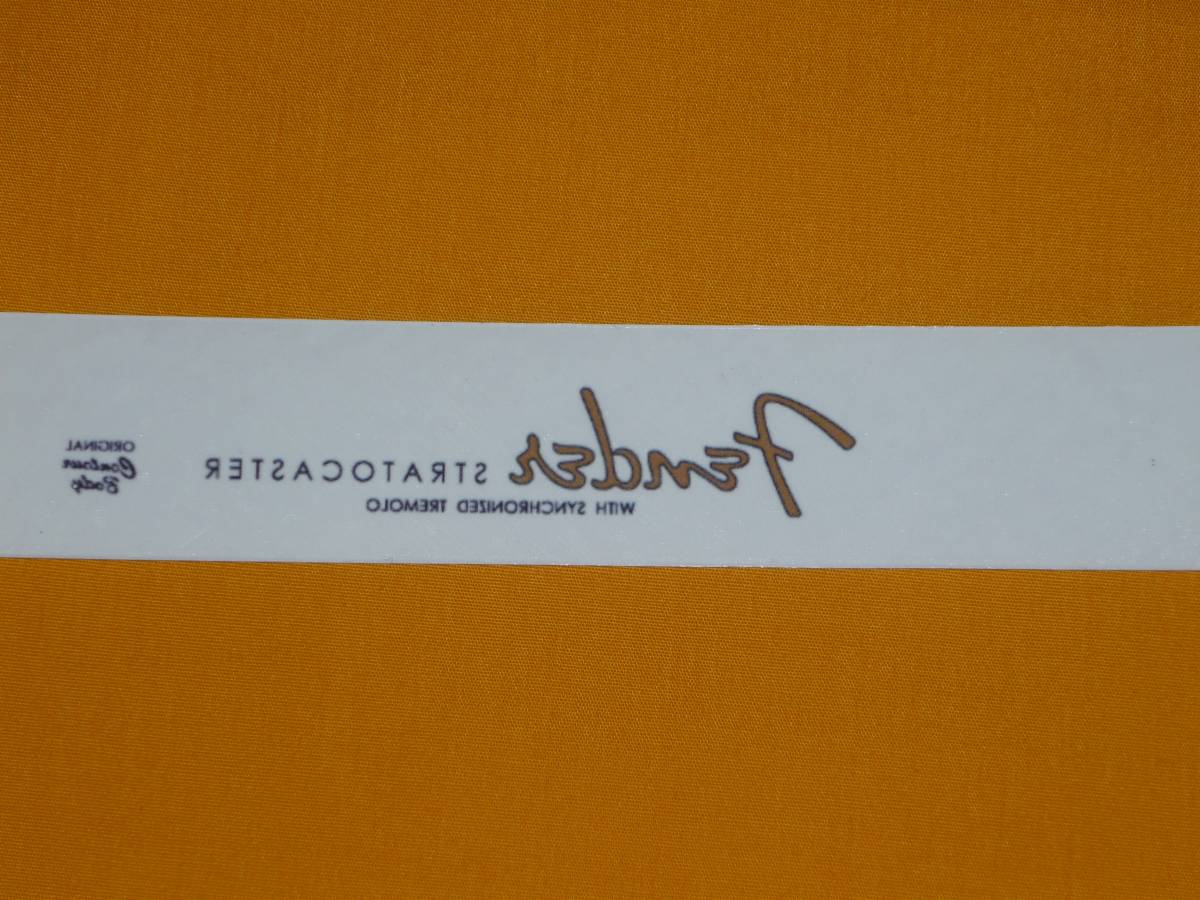 Fender STRATOCASTER
WITH SYNCHRONIZED TREMOLO
ORIGINAL
Contour
Body